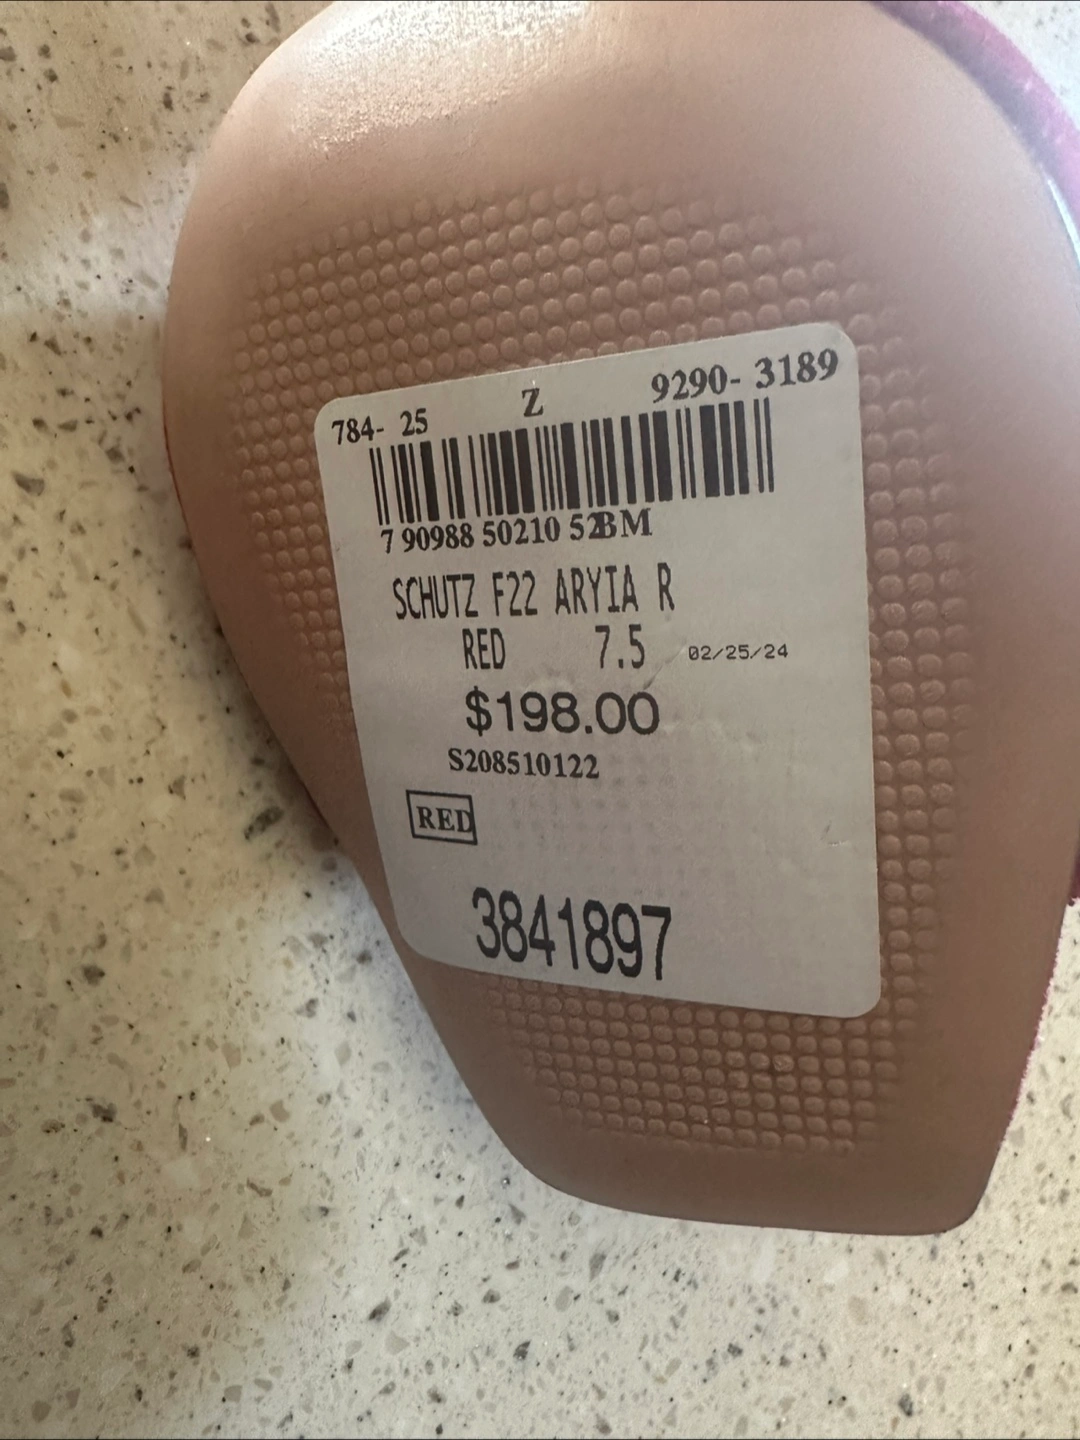 784- 25 Z 9290- 3189
7 90988 50210 52BM
SCHUTZ F22 ARYIA R
RED 7.5 02/25/24
$198.00
S208510122
RED
3841897